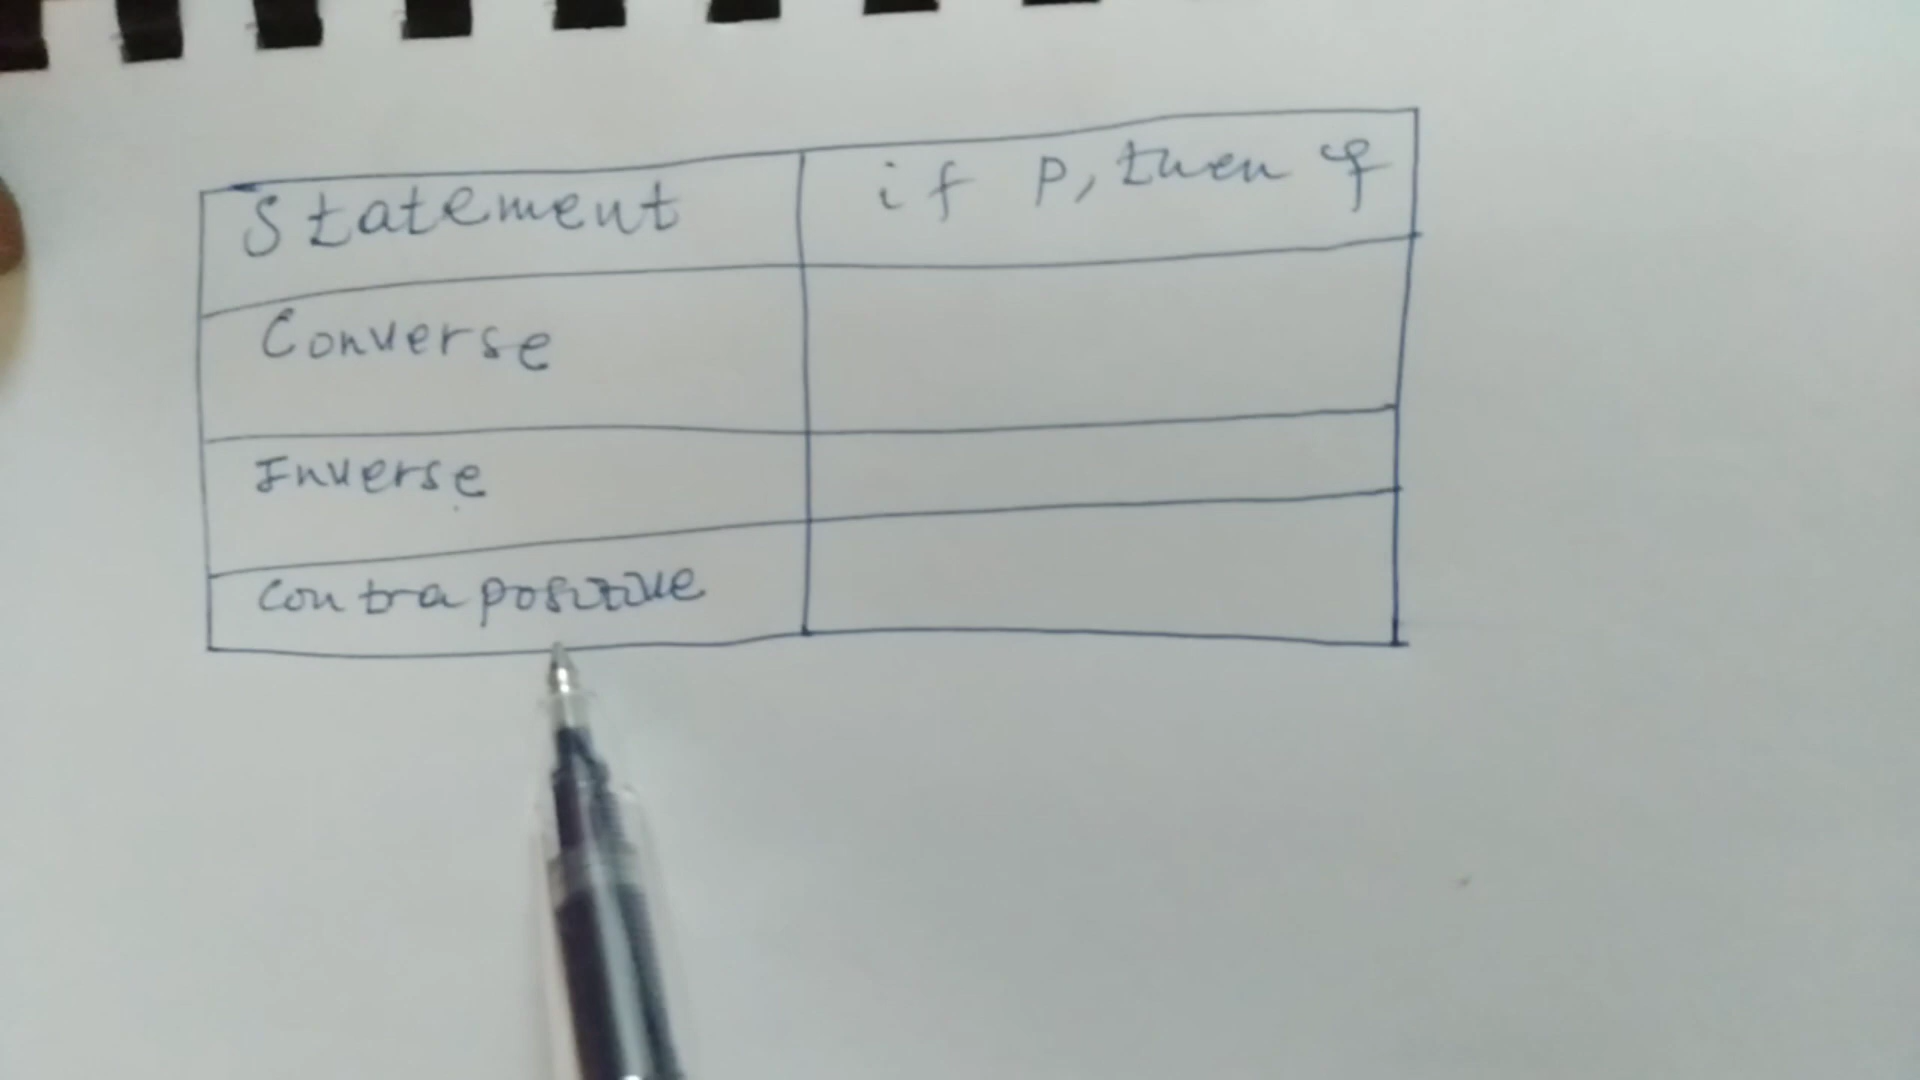 Statement if p, then q
Converse
Inverse
Contrapositive